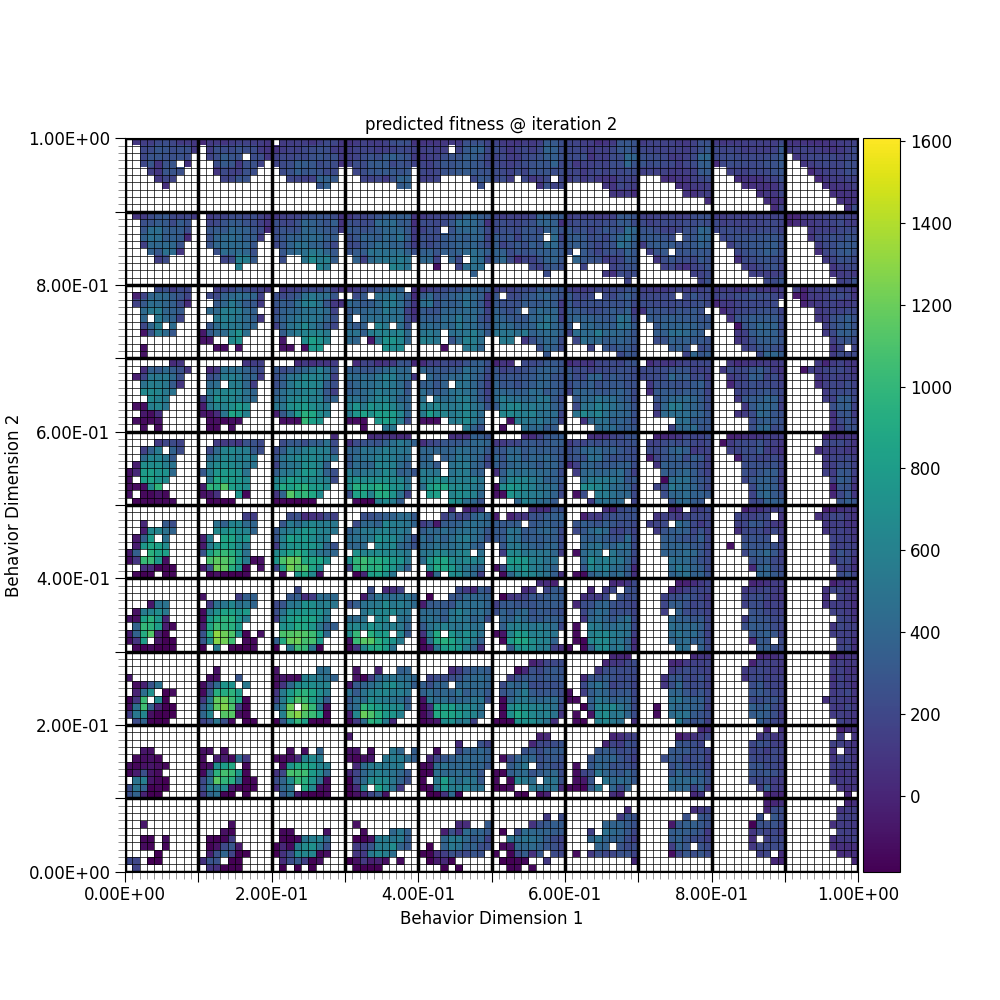 predicted fitness @ iteration 2
1.00E+00
8.00E-01
6.00E-01
4.00E-01
2.00E-01
0.00E+00
Behavior Dimension 2
0.00E+00 2.00E-01 4.00E-01 6.00E-01 8.00E-01 1.00E+00
Behavior Dimension 1
1600
1400
1200
1000
800
600
400
200
0